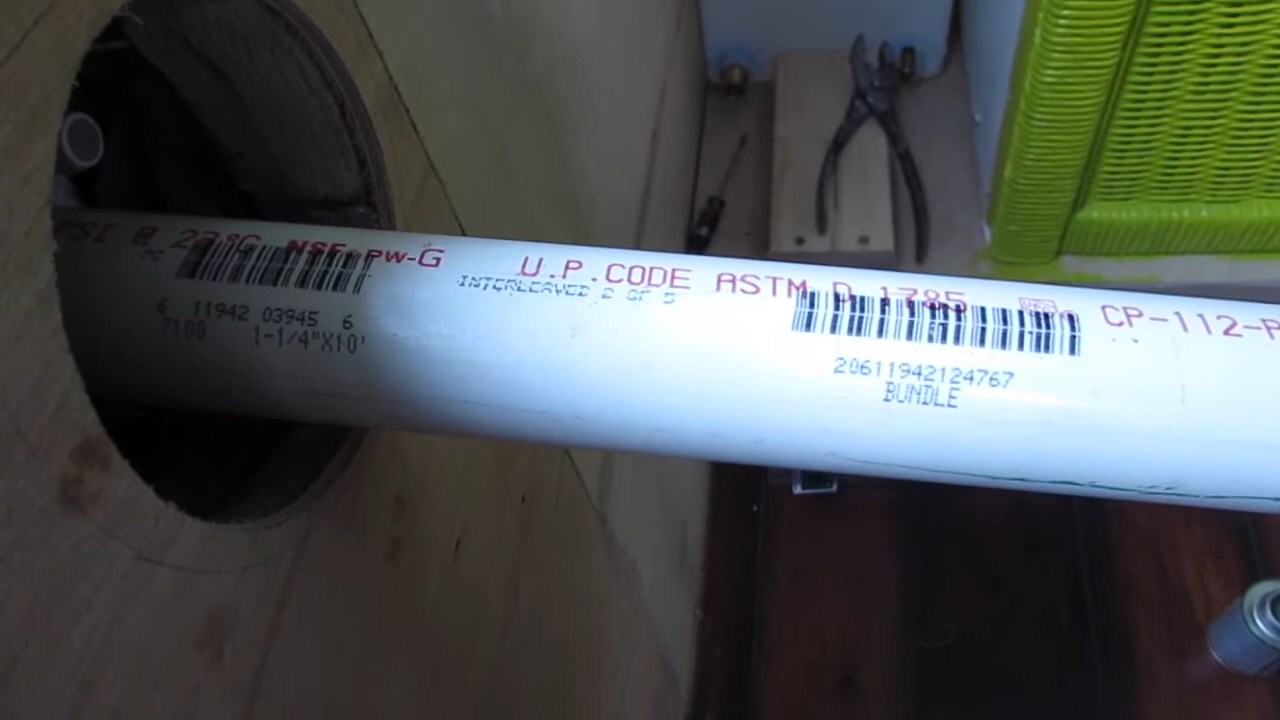 PSI @ 23°C NSF-PW-G U.P.CODE ASTM D 1785 CP-112-P
INTERLEAVED 2 OF 5
6 11942 03945 6
7100 1-1/4"X10'
20611942124767
BUNDLE